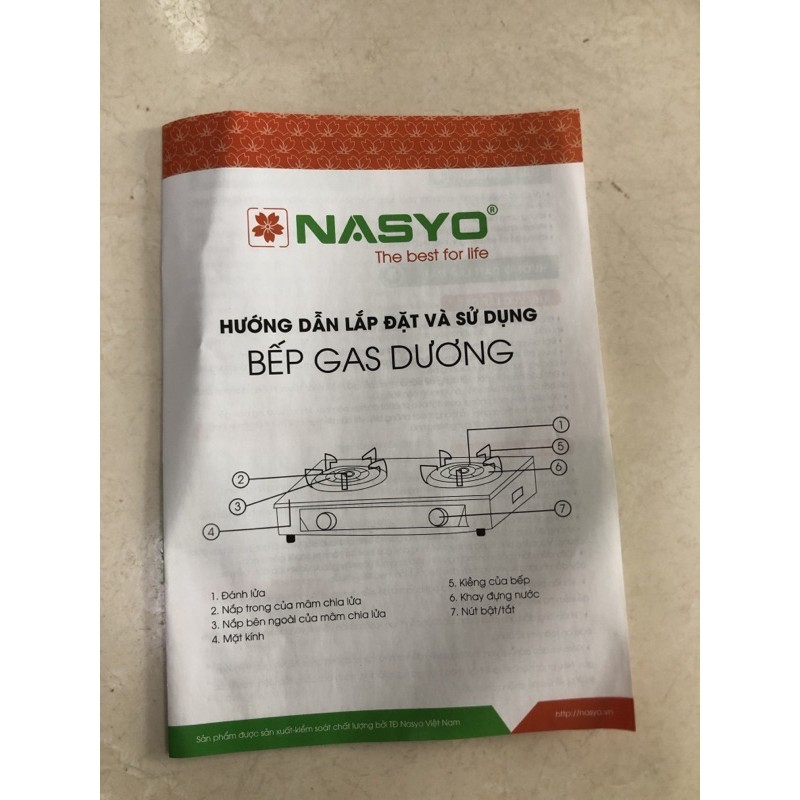 NASYO®
The best for life
HƯỚNG DẪN LẮP ĐẶT VÀ SỬ DỤNG
BẾP GAS DƯƠNG
1
5
2
6
3
7
4
1. Đánh lửa
2. Nắp trong của mâm chia lửa
3. Nắp bên ngoài của mâm chia lửa
4. Mặt kính
5. Kiềng của bếp
6. Khay đựng nước
7. Nút bật/tắt
Sản phẩm được sản xuất-kiểm soát chất lượng bởi TĐ Nasyo Việt Nam
http://nasyo.vn